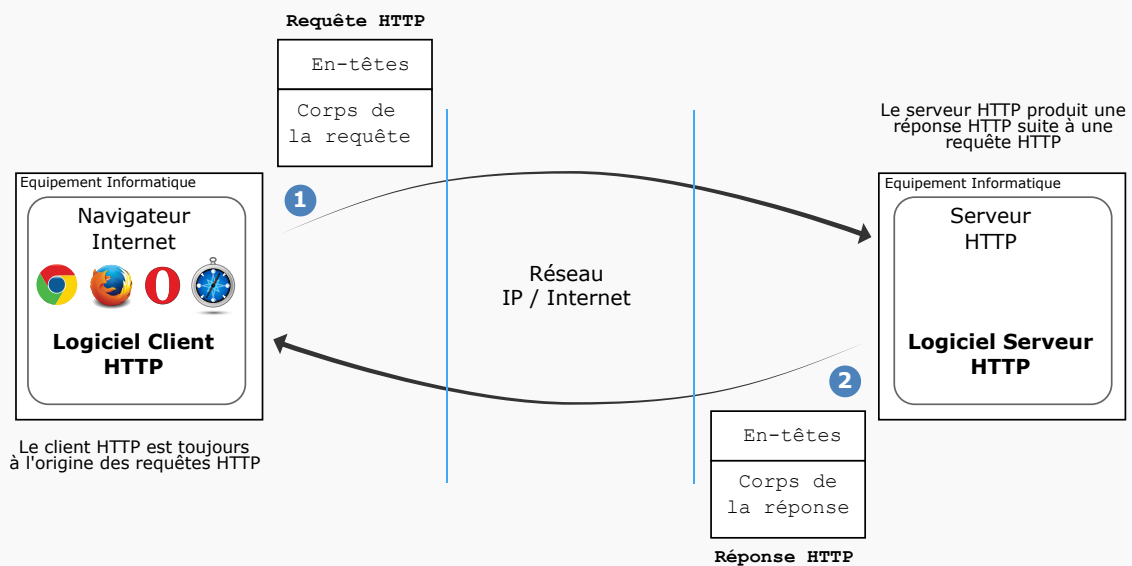 Requête HTTP
En-têtes
Corps de
la requête
Le serveur HTTP produit une
réponse HTTP suite à une
requête HTTP
Equipement Informatique
Navigateur
Internet
Logiciel Client
HTTP
Le client HTTP est toujours
à l'origine des requêtes HTTP
1
Réseau
IP / Internet
2
Equipement Informatique
Serveur
HTTP
Logiciel Serveur
HTTP
En-têtes
Corps de
la réponse
Réponse HTTP